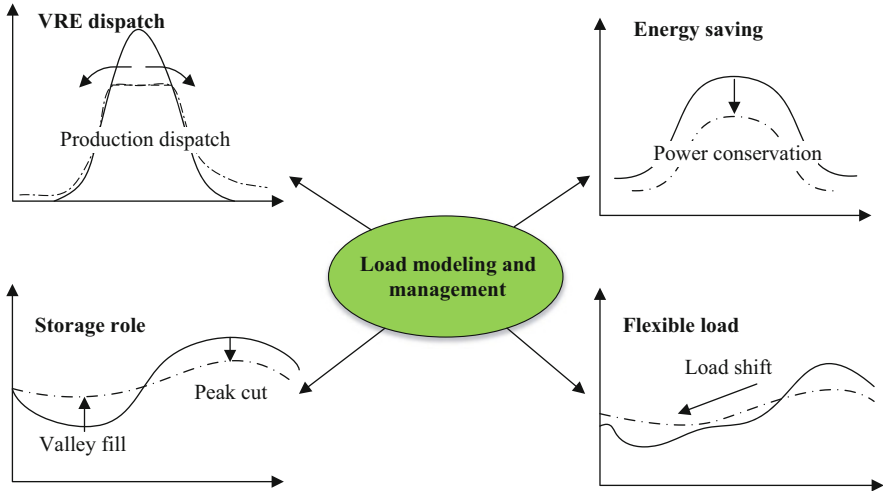 VRE dispatch
Production dispatch
Energy saving
Power conservation
Load modeling and
management
Storage role
Peak cut
Valley fill
Flexible load
Load shift